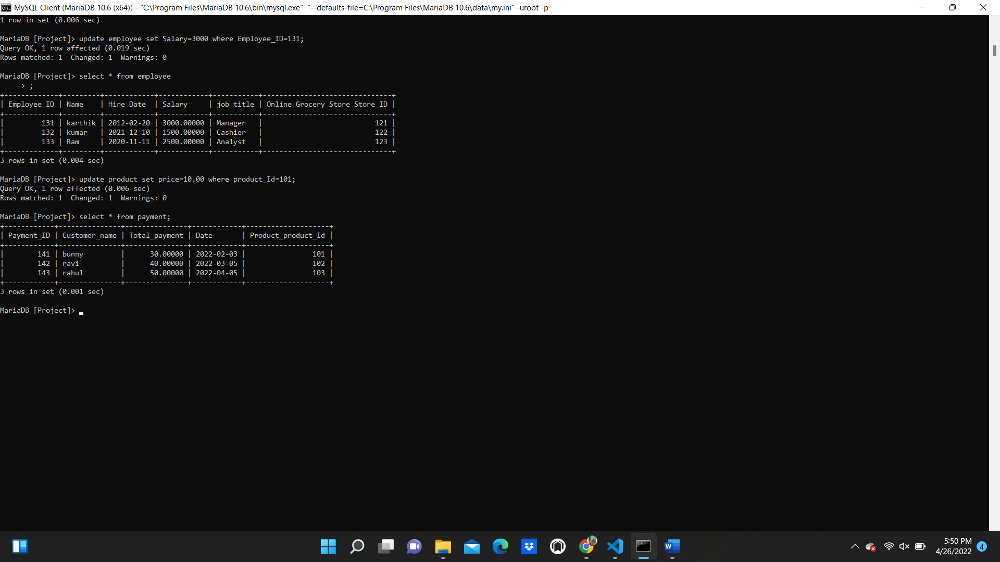 MySQL Client (MariaDB 10.6 (x64)) - "C:\Program Files\MariaDB 10.6\bin\mysql.exe"  "--defaults-file=C:\Program Files\MariaDB 10.6\data\my.ini" -uroot -p
1 row in set (0.006 sec)
MariaDB [Project]> update employee set Salary=3000 where Employee_ID=131;
Query OK, 1 row affected (0.019 sec)
Rows matched: 1  Changed: 1  Warnings: 0
MariaDB [Project]> select * from employee
    -> ;
+-------------+---------+------------+------------+-----------+-------------------------------+
| Employee_ID | Name    | Hire_Date  | Salary     | job_title | Online_Grocery_Store_Store_ID |
+-------------+---------+------------+------------+-----------+-------------------------------+
|         131 | karthik | 2012-02-20 | 3000.00000 | Manager   |                           121 |
|         132 | kumar   | 2021-12-10 | 1500.00000 | Cashier   |                           122 |
|         133 | Ram     | 2020-11-11 | 2500.00000 | Analyst   |                           123 |
+-------------+---------+------------+------------+-----------+-------------------------------+
3 rows in set (0.004 sec)
MariaDB [Project]> update product set price=10.00 where product_Id=101;
Query OK, 1 row affected (0.006 sec)
Rows matched: 1  Changed: 1  Warnings: 0
MariaDB [Project]> select * from payment;
+------------+---------------+---------------+------------+--------------------+
| Payment_ID | Customer_name | Total_payment | Date       | Product_product_Id |
+------------+---------------+---------------+------------+--------------------+
|        141 | bunny         |      30.00000 | 2022-02-03 |                101 |
|        142 | ravi          |      40.00000 | 2022-03-05 |                102 |
|        143 | rahul         |      50.00000 | 2022-04-05 |                103 |
+------------+---------------+---------------+------------+--------------------+
3 rows in set (0.001 sec)
MariaDB [Project]> _
5:50 PM
4/26/2022
4